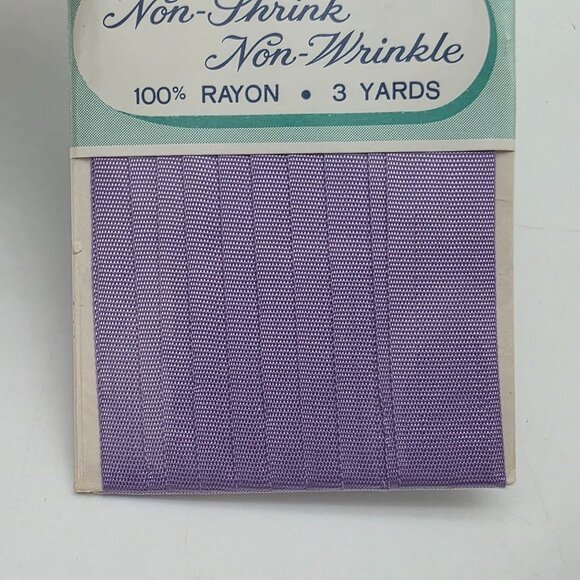 Non-Shrink
Non-Wrinkle
100% RAYON • 3 YARDS